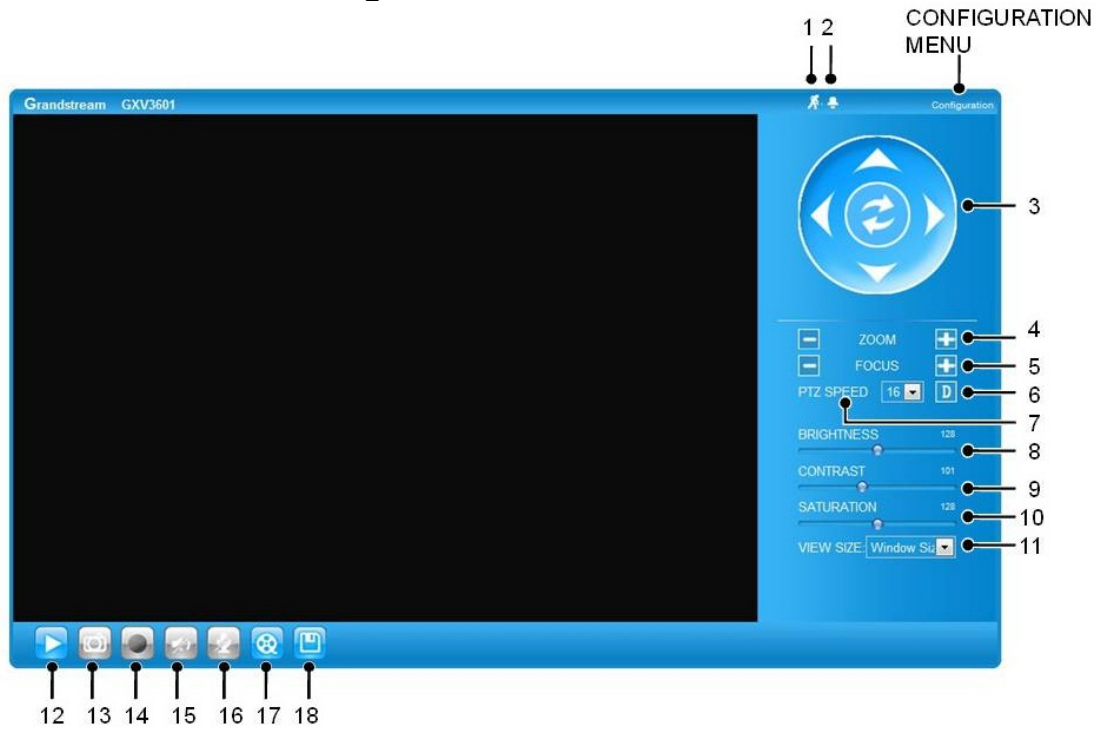 CONFIGURATION
MENU
1 2
Grandstream GXV3601
Configuration
3
ZOOM
4
FOCUS
5
PTZ SPEED 16 D
6
7
BRIGHTNESS 128
8
CONTRAST 101
9
SATURATION 128
10
VIEW SIZE: Window Siz
11
12 13 14 15 16 17 18